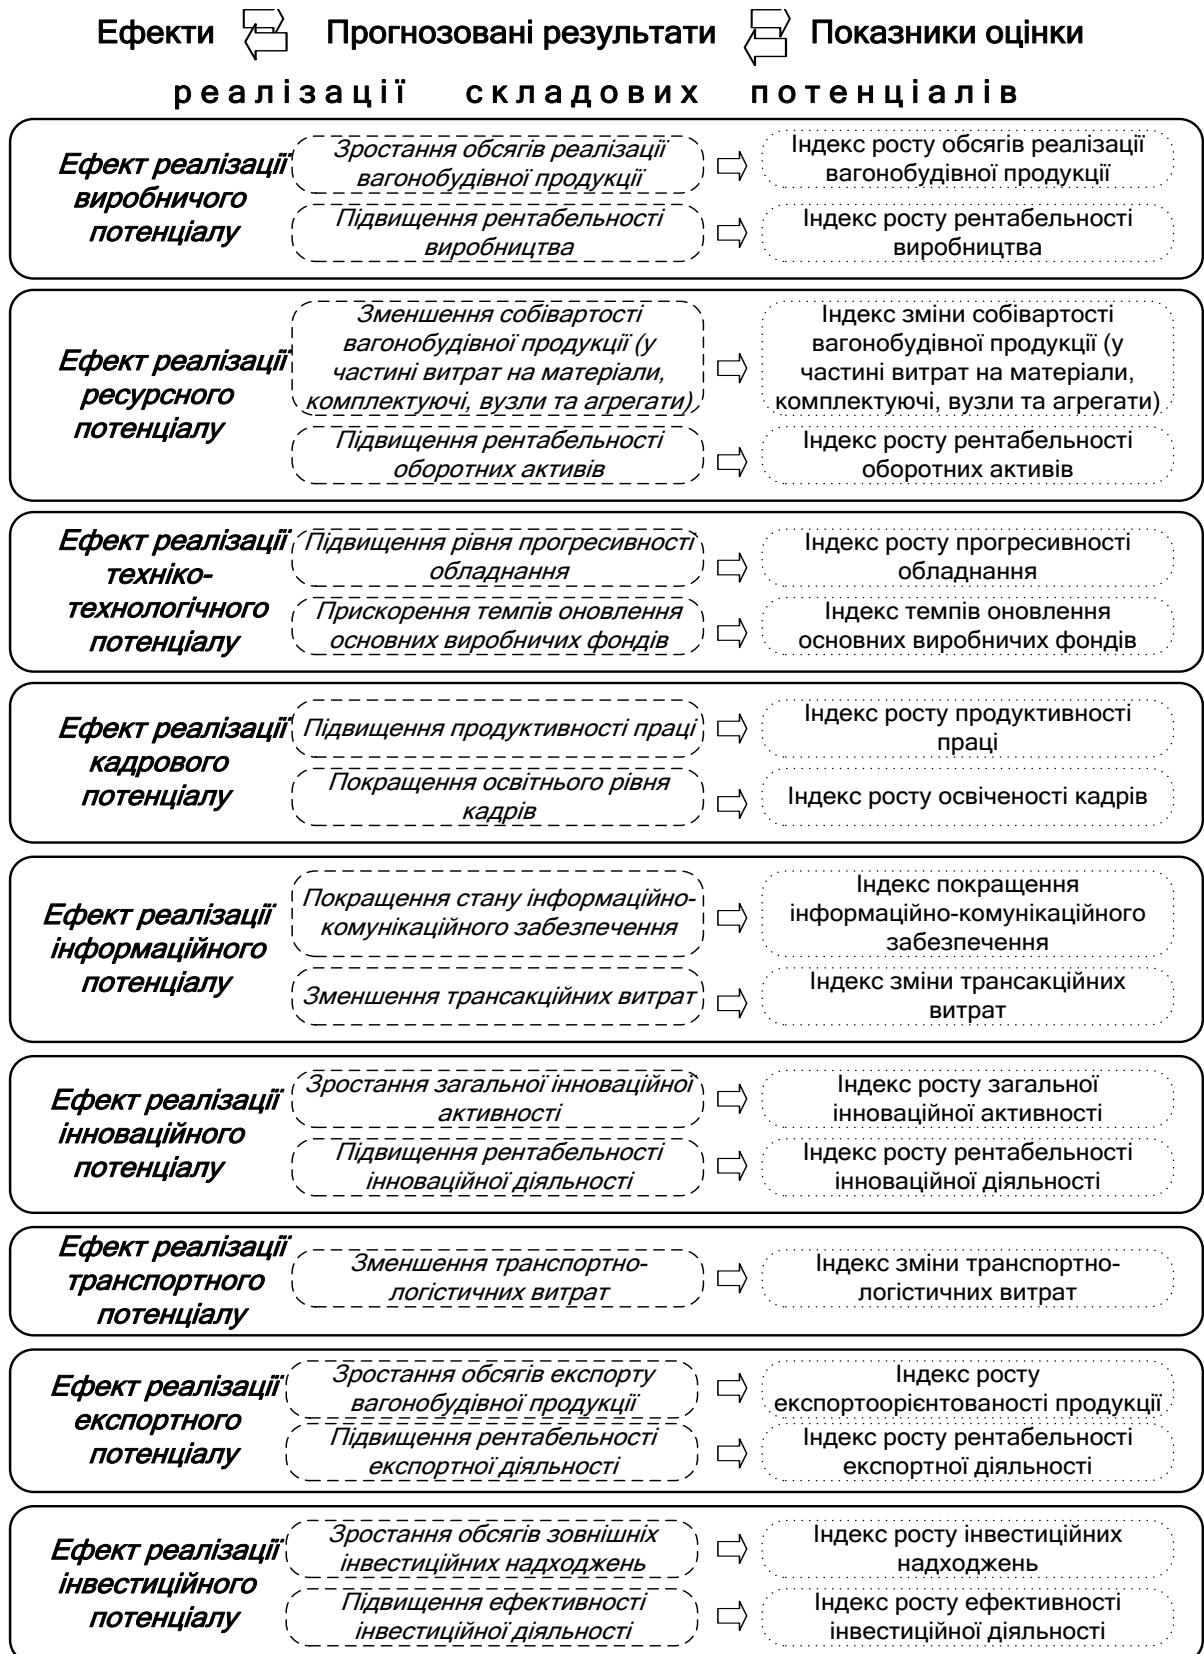 Ефекти Прогнозовані результати Показники оцінки
реалізації складових потенціалів
Ефект реалізації
виробничого
потенціалу
Зростання обсягів реалізації
вагонобудівної продукції
Індекс росту обсягів реалізації
вагонобудівної продукції
Підвищення рентабельності
виробництва
Індекс росту рентабельності
виробництва
Ефект реалізації
ресурсного
потенціалу
Зменшення собівартості
вагонобудівної продукції (у
частині витрат на матеріали,
комплектуючі, вузли та агрегати)
Індекс зміни собівартості
вагонобудівної продукції (у
частині витрат на матеріали,
комплектуючі, вузли та агрегати)
Підвищення рентабельності
оборотних активів
Індекс росту рентабельності
оборотних активів
Ефект реалізації
техніко-
технологічного
потенціалу
Підвищення рівня прогресивності
обладнання
Індекс росту прогресивності
обладнання
Прискорення темпів оновлення
основних виробничих фондів
Індекс темпів оновлення
основних виробничих фондів
Ефект реалізації
кадрового
потенціалу
Підвищення продуктивності праці
Індекс росту продуктивності
праці
Покращення освітнього рівня
кадрів
Індекс росту освіченості кадрів
Ефект реалізації
інформаційного
потенціалу
Покращення стану інформаційно-
комунікаційного забезпечення
Індекс покращення
інформаційно-комунікаційного
забезпечення
Зменшення трансакційних витрат
Індекс зміни трансакційних
витрат
Ефект реалізації
інноваційного
потенціалу
Зростання загальної інноваційної
активності
Індекс росту загальної
інноваційної активності
Підвищення рентабельності
інноваційної діяльності
Індекс росту рентабельності
інноваційної діяльності
Ефект реалізації
транспортного
потенціалу
Зменшення транспортно-
логістичних витрат
Індекс зміни транспортно-
логістичних витрат
Ефект реалізації
експортного
потенціалу
Зростання обсягів експорту
вагонобудівної продукції
Індекс росту
експортоорієнтованості продукції
Підвищення рентабельності
експортної діяльності
Індекс росту рентабельності
експортної діяльності
Ефект реалізації
інвестиційного
потенціалу
Зростання обсягів зовнішніх
інвестиційних надходжень
Індекс росту інвестиційних
надходжень
Підвищення ефективності
інвестиційної діяльності
Індекс росту ефективності
інвестиційної діяльності